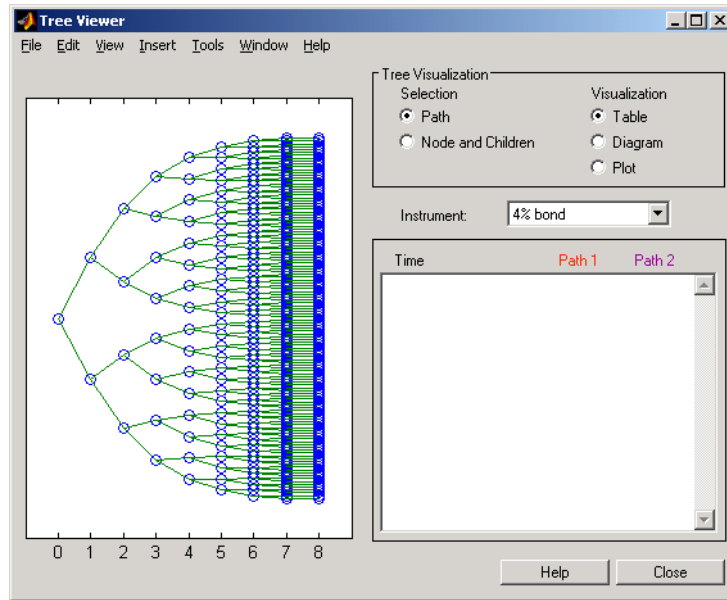 Tree Viewer
File Edit View Insert Tools Window Help
Tree Visualization
Selection Visualization
Path Table
Node and Children Diagram
Plot
Instrument: 4% bond
Time Path 1 Path 2
0 1 2 3 4 5 6 7 8
Help Close